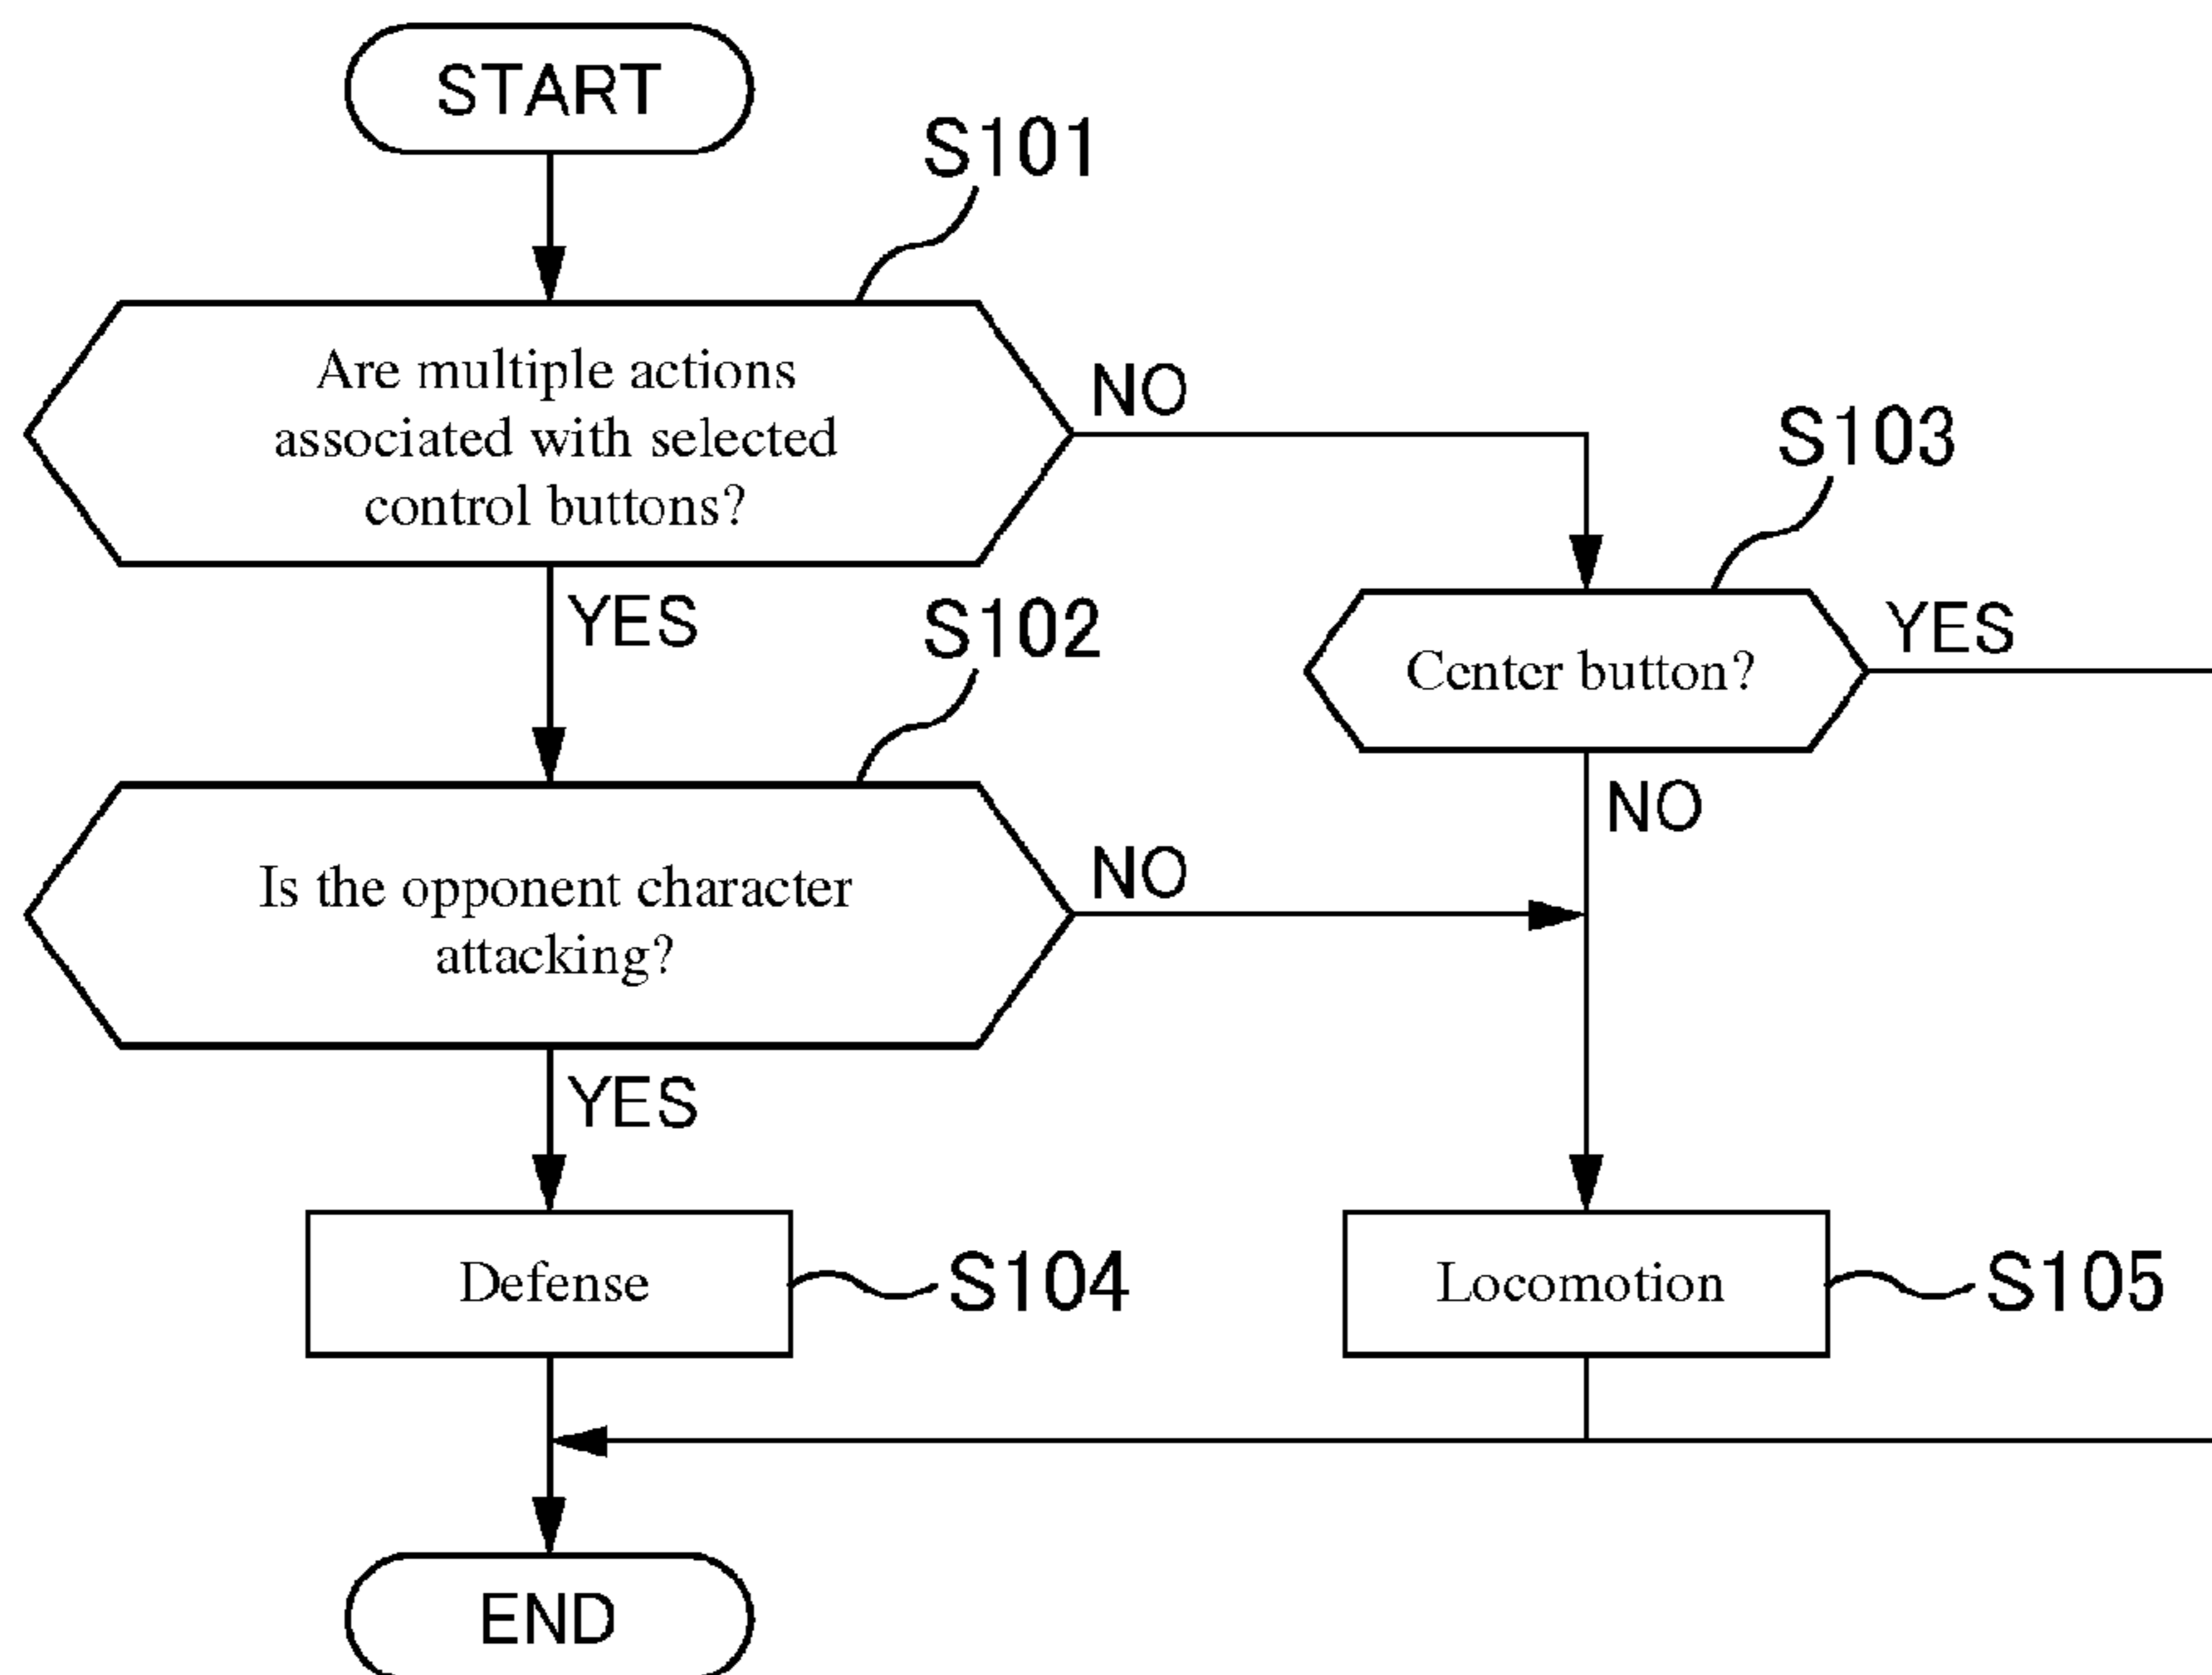 START
S101
Are multiple actions
associated with selected
control buttons?
NO
S103
YES
S102
Center button?
YES
NO
Is the opponent character
attacking?
NO
YES
Defense
S104
Locomotion
S105
END